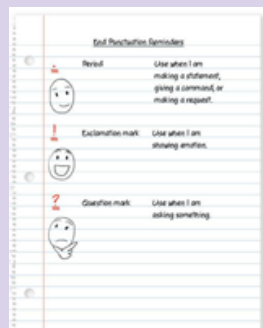 End Punctuation Reminders
. Period Use when I am
making a statement,
giving a command, or
making a request.
! Exclamation mark Use when I am
showing emotion.
? Question mark Use when I am
asking something.